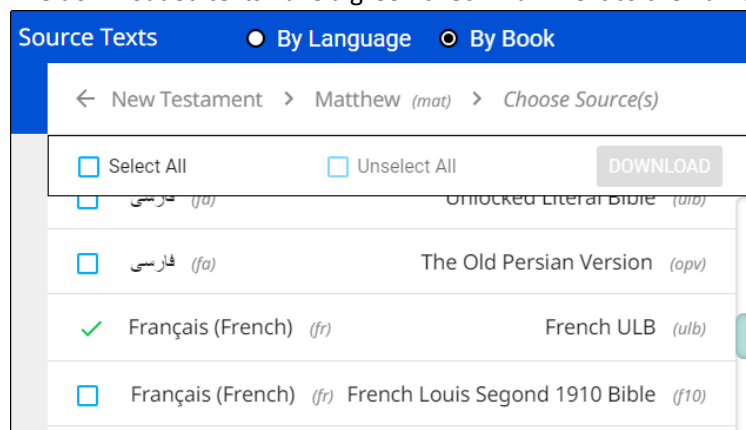 Source Texts By Language By Book
← New Testament > Matthew (mat) > Choose Source(s)
Select All Unselect All DOWNLOAD
فارسی (fa) Unlocked Literal Bible (ulb)
فارسی (fa) The Old Persian Version (opv)
Français (French) (fr) French ULB (ulb)
Français (French) (fr) French Louis Segond 1910 Bible (f10)